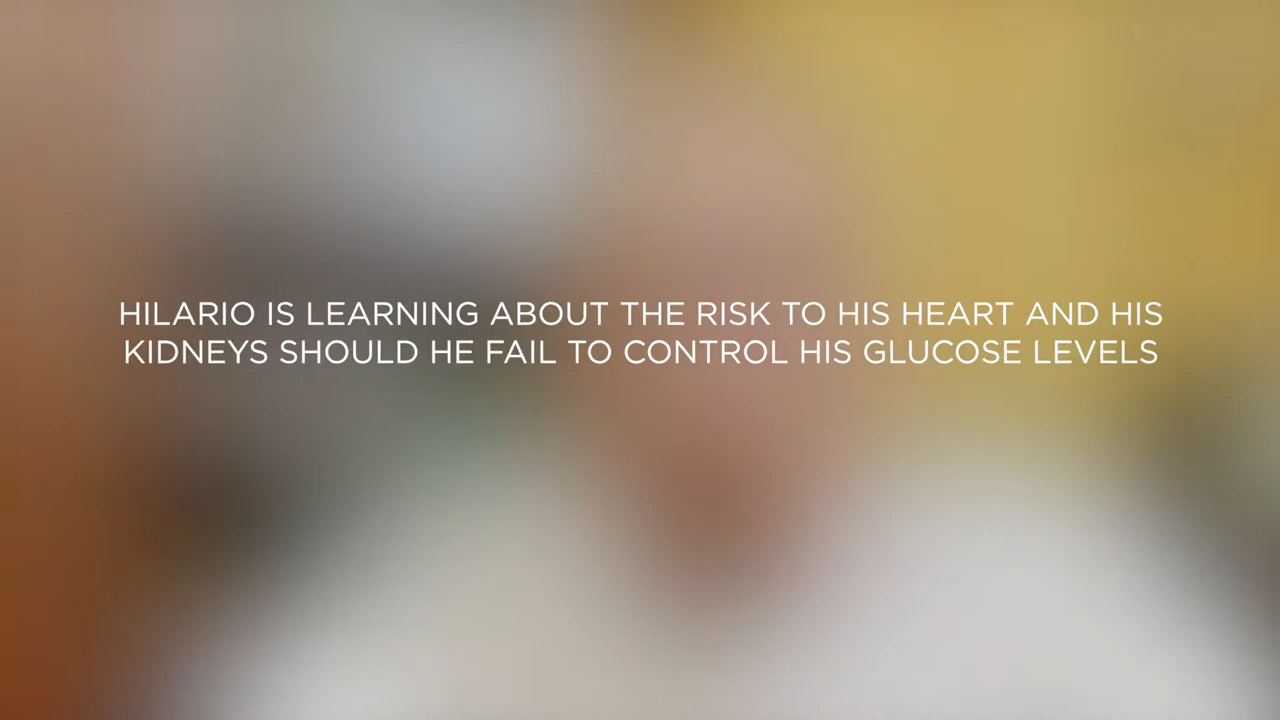 HILARIO IS LEARNING ABOUT THE RISK TO HIS HEART AND HIS
KIDNEYS SHOULD HE FAIL TO CONTROL HIS GLUCOSE LEVELS